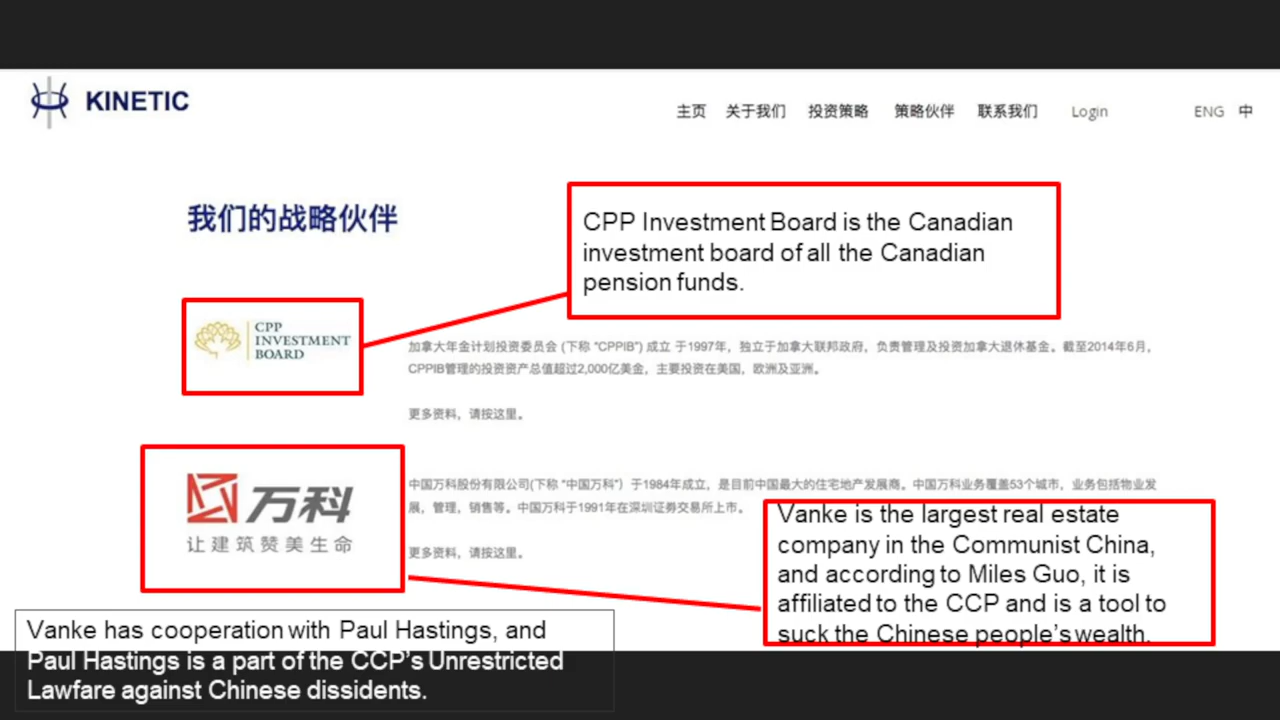 KINETIC
主页 关于我们 投资策略 策略伙伴 联系我们 Login ENG 中
我们的战略伙伴
CPP Investment Board is the Canadian
investment board of all the Canadian
pension funds.
CPP
INVESTMENT
BOARD
加拿大年金计划投资委员会 (下称 “CPPIB”) 成立 于1997年，独立于加拿大联邦政府，负责管理及投资加拿大退休基金。截至2014年6月，
CPPIB管理的投资资产总值超过2,000亿美金，主要投资在美国，欧洲及亚洲。
更多资料，请按这里。
万科
让建筑赞美生命
中国万科股份有限公司(下称 “中国万科”）于1984年成立，是目前中国最大的住宅地产发展商。中国万科业务覆盖53个城市，业务包括物业发
展，管理，销售等。中国万科于1991年在深圳证券交易所上市。
更多资料，请按这里。
Vanke is the largest real estate
company in the Communist China,
and according to Miles Guo, it is
affiliated to the CCP and is a tool to
suck the Chinese people’s wealth.
Vanke has cooperation with Paul Hastings, and
Paul Hastings is a part of the CCP’s Unrestricted
Lawfare against Chinese dissidents.